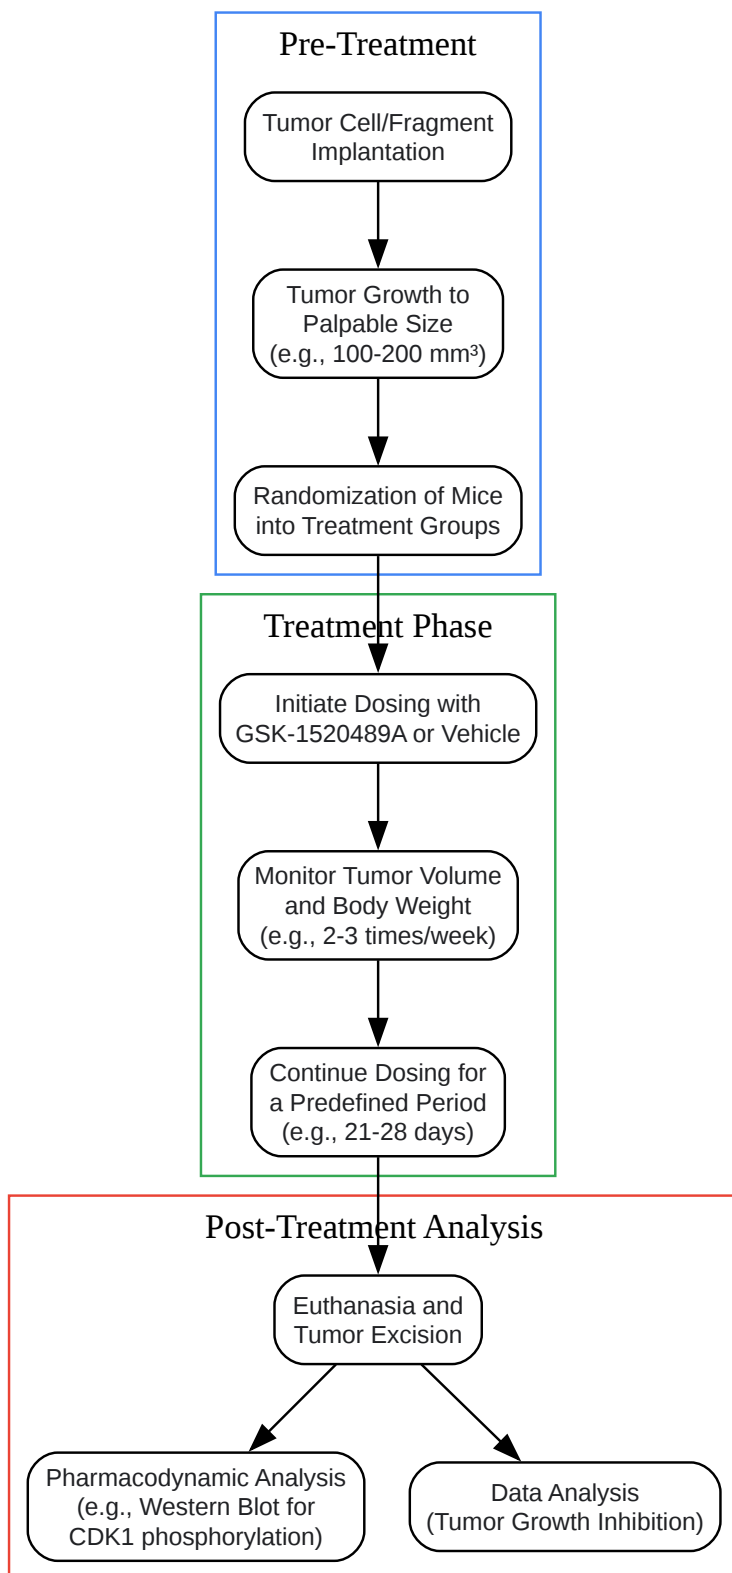 Pre-Treatment
Tumor Cell/Fragment
Implantation
Tumor Growth to
Palpable Size
(e.g., 100-200 mm³)
Randomization of Mice
into Treatment Groups
Treatment Phase
Initiate Dosing with
GSK-1520489A or Vehicle
Monitor Tumor Volume
and Body Weight
(e.g., 2-3 times/week)
Continue Dosing for
a Predefined Period
(e.g., 21-28 days)
Post-Treatment Analysis
Euthanasia and
Tumor Excision
Pharmacodynamic Analysis
(e.g., Western Blot for
CDK1 phosphorylation)
Data Analysis
(Tumor Growth Inhibition)